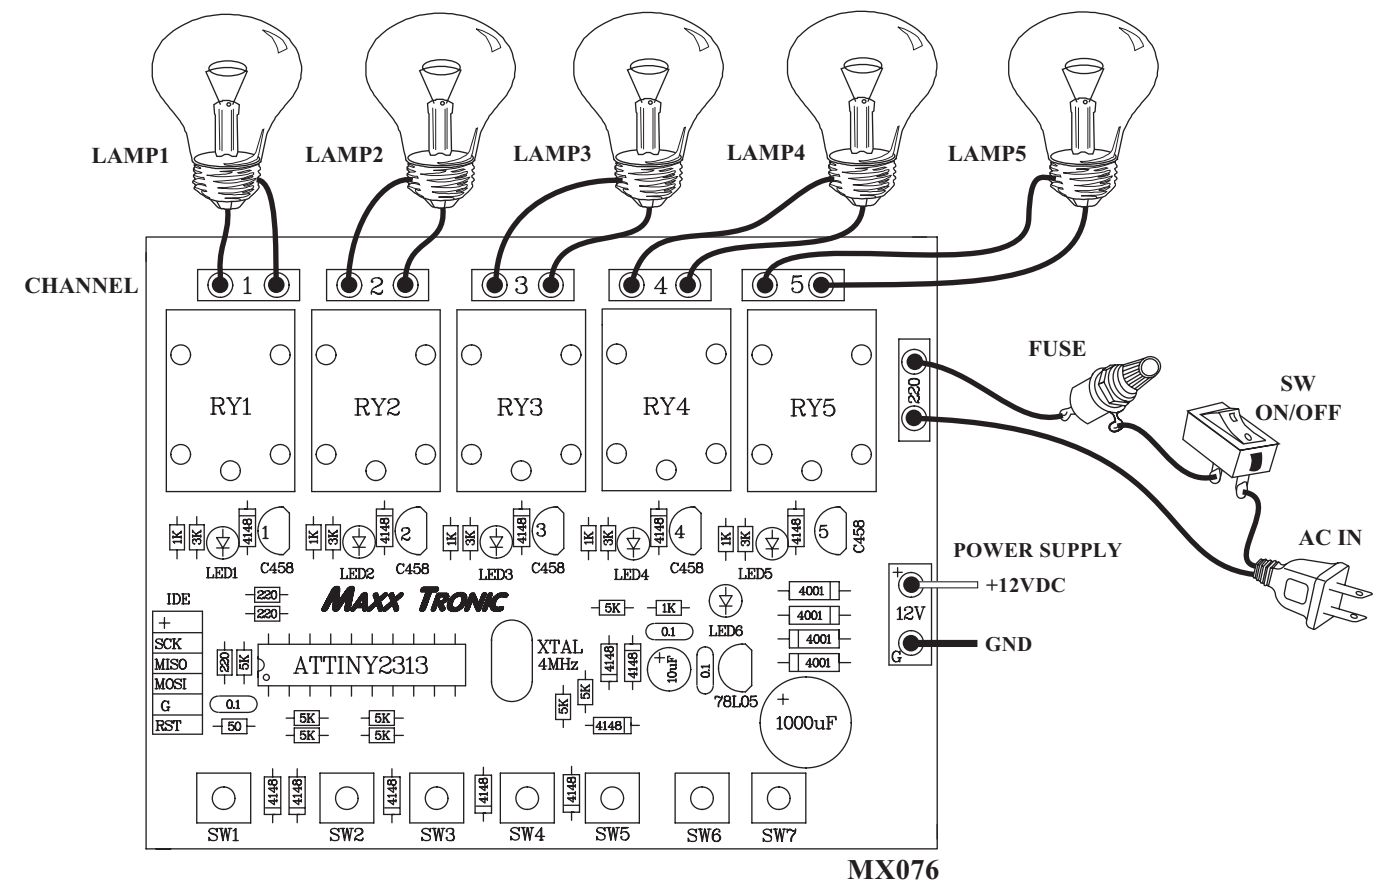 LAMP1 LAMP2 LAMP3 LAMP4 LAMP5
CHANNEL 1 2 3 4 5
RY1 RY2 RY3 RY4 RY5
220
FUSE
SW
ON/OFF
AC IN
1K 3K 4148 1 1K 3K 4148 2 1K 3K 4148 3 1K 3K 4148 4 1K 3K 4148 5 C458
LED1 C458 LED2 C458 LED3 C458 LED4 C458 LED5
POWER SUPPLY
+ +12VDC
12V
G GND
IDE
+
SCK
MISO
MOSI
G
RST
220
220
MAXX TRONIC
220 5K
ATTINY2313
0.1
50
5K 5K
5K 5K
XTAL
4MHz
5K 1K
LED6
0.1
4148 4148
+
10uF
0.1
78L05
5K 5K
4148
4001
4001
4001
4001
+
1000uF
4148 4148 4148 4148 4148
SW1 SW2 SW3 SW4 SW5 SW6 SW7
MX076